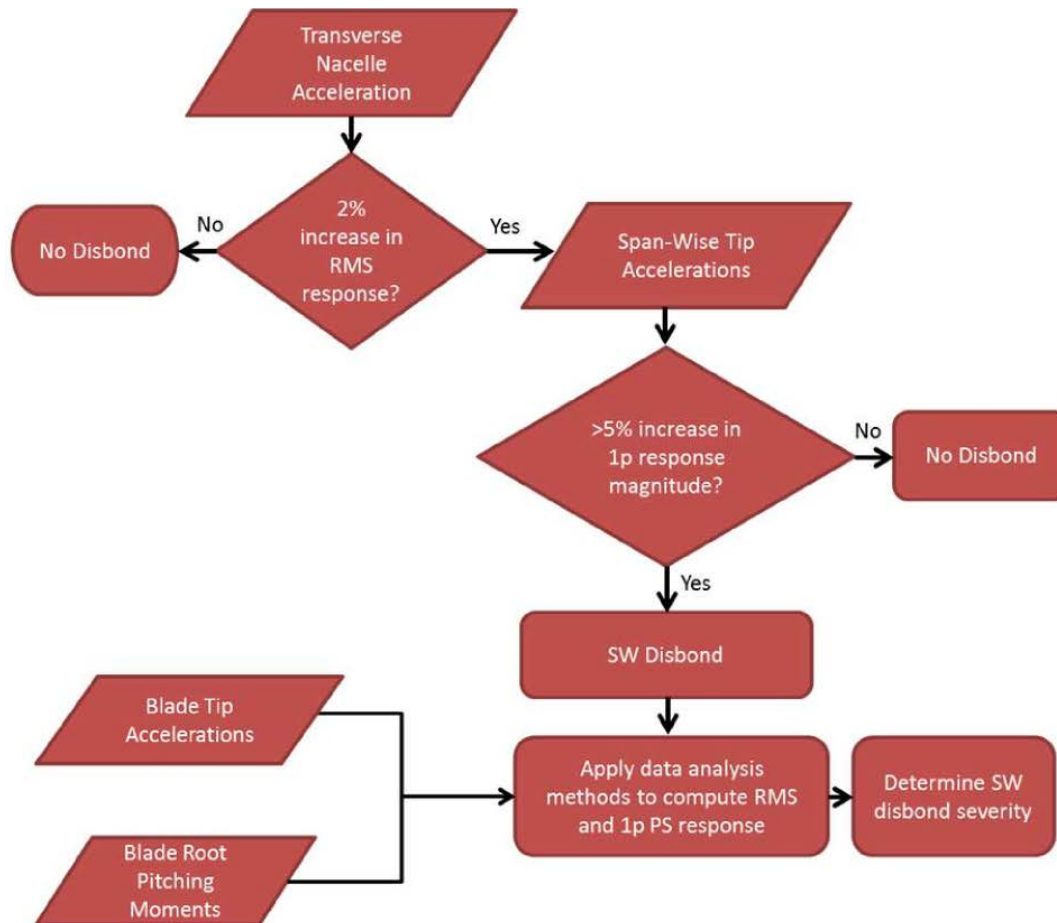 Transverse
Nacelle
Acceleration
2%
increase in
RMS
response?
No
No Disbond
Yes
Span-Wise Tip
Accelerations
>5% increase in
1p response
magnitude?
No
No Disbond
Yes
SW Disbond
Blade Tip
Accelerations
Blade Root
Pitching
Moments
Apply data analysis
methods to compute RMS
and 1p PS response
Determine SW
disbond severity